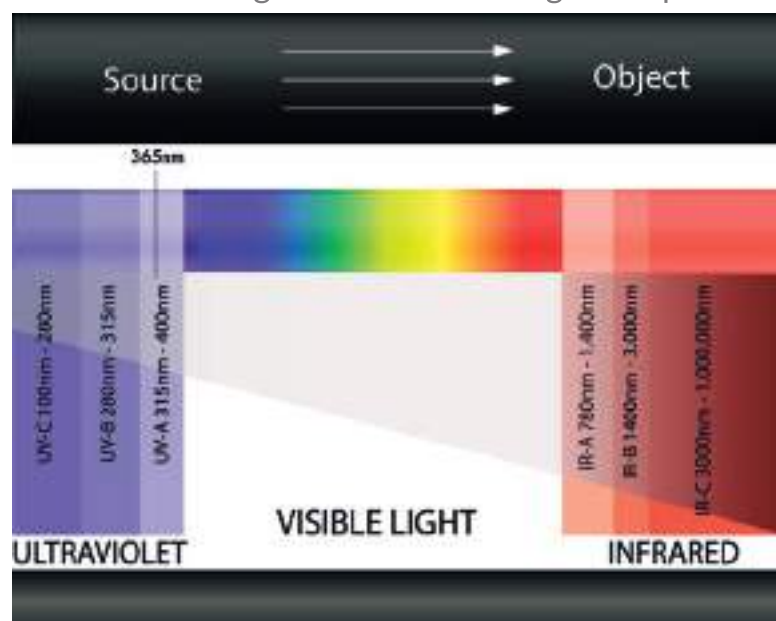 Source
Object
365nm
UV-C 100nm - 280nm
UV-B 280nm - 315nm
UV-A 315nm - 400nm
IR-A 780nm - 1,400nm
IR-B 1400nm - 3,000nm
IR-C 3000nm - 1,000,000nm
VISIBLE LIGHT
ULTRAVIOLET
INFRARED